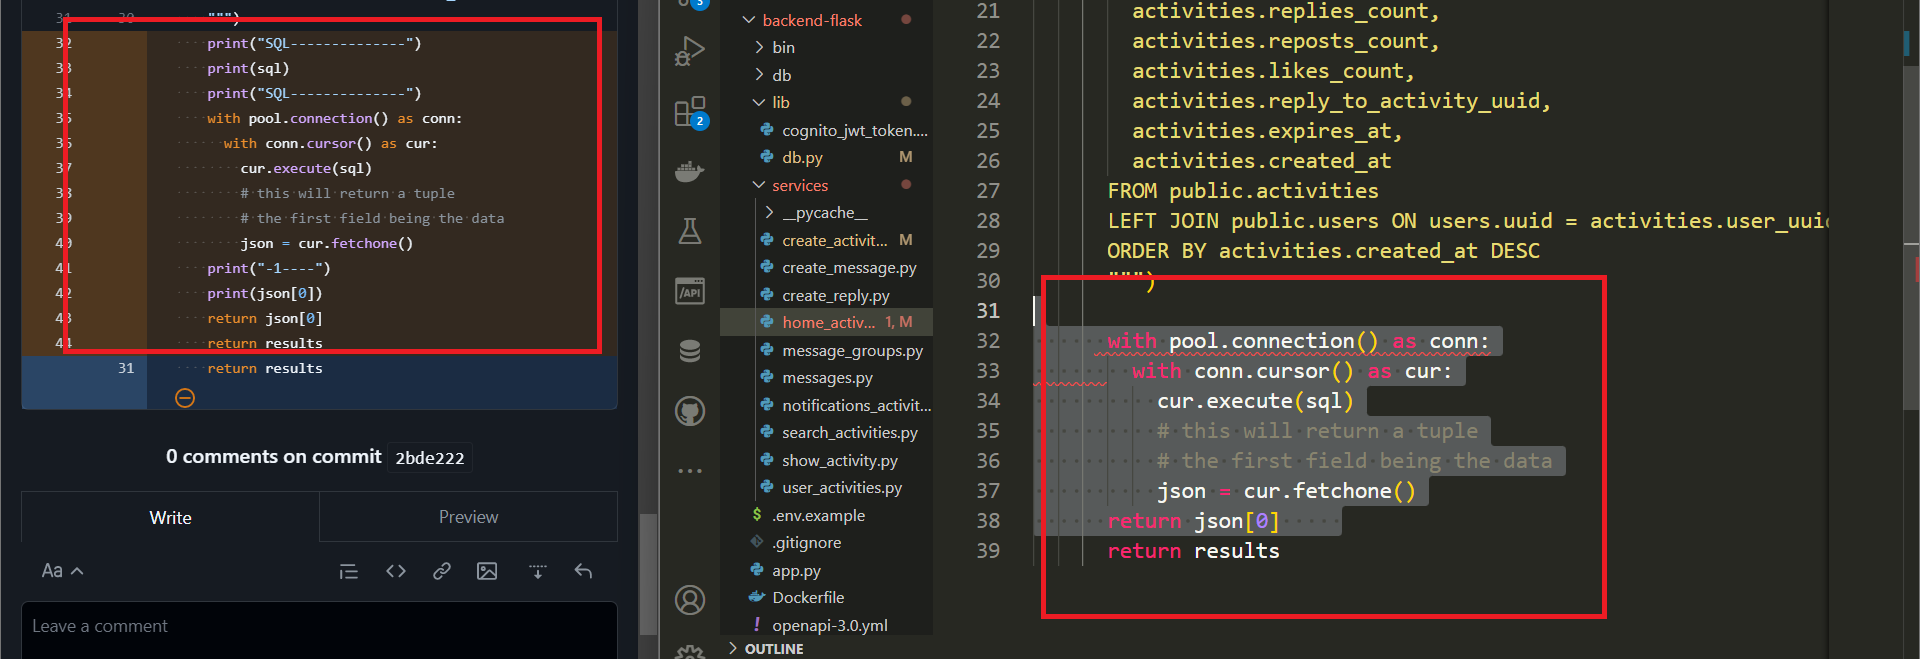 31 30 """)
32 print("SQL--------------")
33 print(sql)
34 print("SQL--------------")
35 with pool.connection() as conn:
36 with conn.cursor() as cur:
37 cur.execute(sql)
38 # this will return a tuple
39 # the first field being the data
40 json = cur.fetchone()
41 print("-1----")
42 print(json[0])
43 return json[0]
44 return results
31 return results
0 comments on commit 2bde222
Write
Preview
Aa
Leave a comment
3
2
/API
backend-flask
bin
db
lib
cognito_jwt_token....
db.py M
services
__pycache__
create_activit... M
create_message.py
create_reply.py
home_activ... 1, M
message_groups.py
messages.py
notifications_activit...
search_activities.py
show_activity.py
user_activities.py
$ .env.example
.gitignore
app.py
Dockerfile
! openapi-3.0.yml
OUTLINE
21 activities.replies_count,
22 activities.reposts_count,
23 activities.likes_count,
24 activities.reply_to_activity_uuid,
25 activities.expires_at,
26 activities.created_at
27 FROM public.activities
28 LEFT JOIN public.users ON users.uuid = activities.user_uuid
29 ORDER BY activities.created_at DESC
30 """)
31
32 with pool.connection() as conn:
33 with conn.cursor() as cur:
34 cur.execute(sql)
35 # this will return a tuple
36 # the first field being the data
37 json = cur.fetchone()
38 return json[0]
39 return results